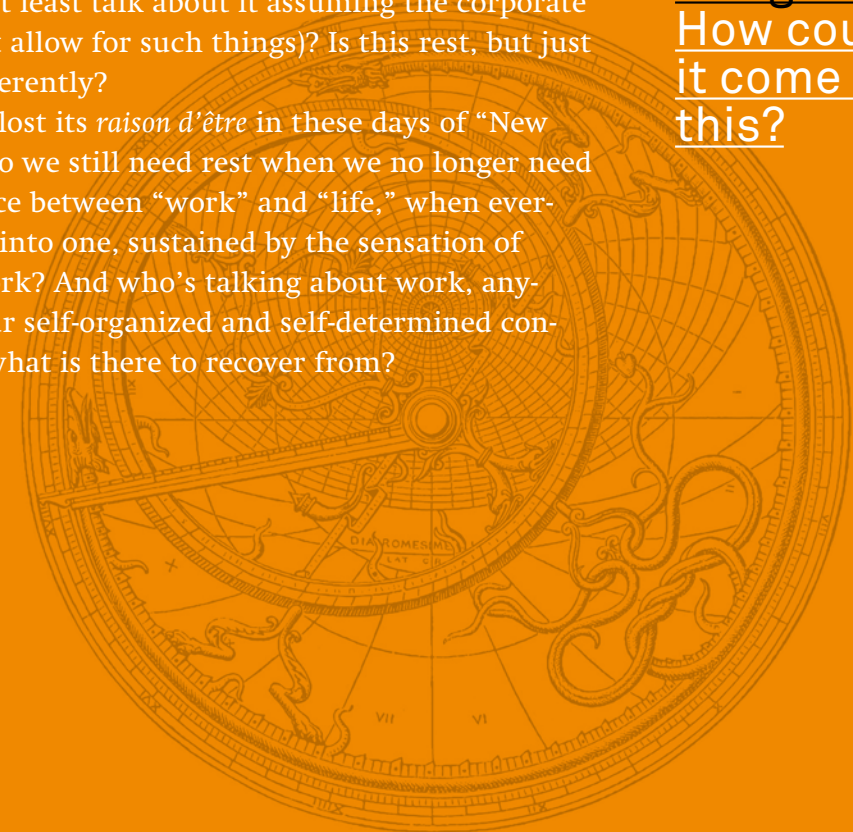 t least talk about it assuming the corporate
t allow for such things)? Is this rest, but just
erently?
lost its raison d’être in these days of “New
o we still need rest when we no longer need
ce between “work” and “life,” when ever-
into one, sustained by the sensation of
rk? And who’s talking about work, any-
r self-organized and self-determined con-
what is there to recover from?
How cou
it come
this?
VII
VI